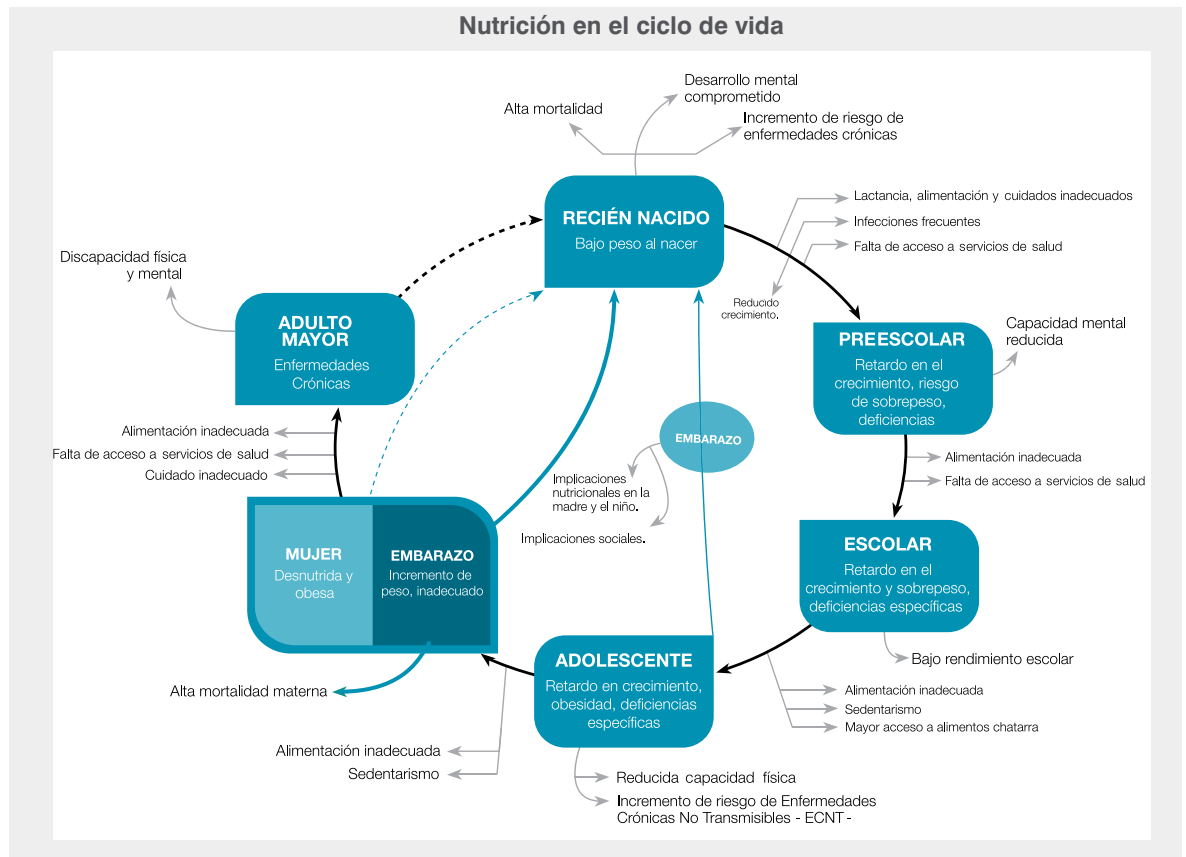 Nutrición en el ciclo de vida
Desarrollo mental
comprometido
Alta mortalidad
Incremento de riesgo de
enfermedades crónicas
RECIÉN NACIDO
Bajo peso al nacer
Lactancia, alimentación y cuidados inadecuados
Infecciones frecuentes
Falta de acceso a servicios de salud
Reducido
crecimiento.
Discapacidad física
y mental
ADULTO
MAYOR
Enfermedades
Crónicas
PREESCOLAR
Retardo en el
crecimiento, riesgo
de sobrepeso,
deficiencias
Capacidad mental
reducida
Alimentación inadecuada
Falta de acceso a servicios de salud
Cuidado inadecuado
EMBARAZO
Implicaciones
nutricionales en la
madre y el niño.
Implicaciones sociales.
Alimentación inadecuada
Falta de acceso a servicios de salud
MUJER
Desnutrida y
obesa
EMBARAZO
Incremento de
peso, inadecuado
ESCOLAR
Retardo en el
crecimiento y sobrepeso,
deficiencias específicas
Bajo rendimiento escolar
Alta mortalidad materna
ADOLESCENTE
Retardo en crecimiento,
obesidad, deficiencias
específicas
Alimentación inadecuada
Sedentarismo
Mayor acceso a alimentos chatarra
Alimentación inadecuada
Sedentarismo
Reducida capacidad física
Incremento de riesgo de Enfermedades
Crónicas No Transmisibles - ECNT -